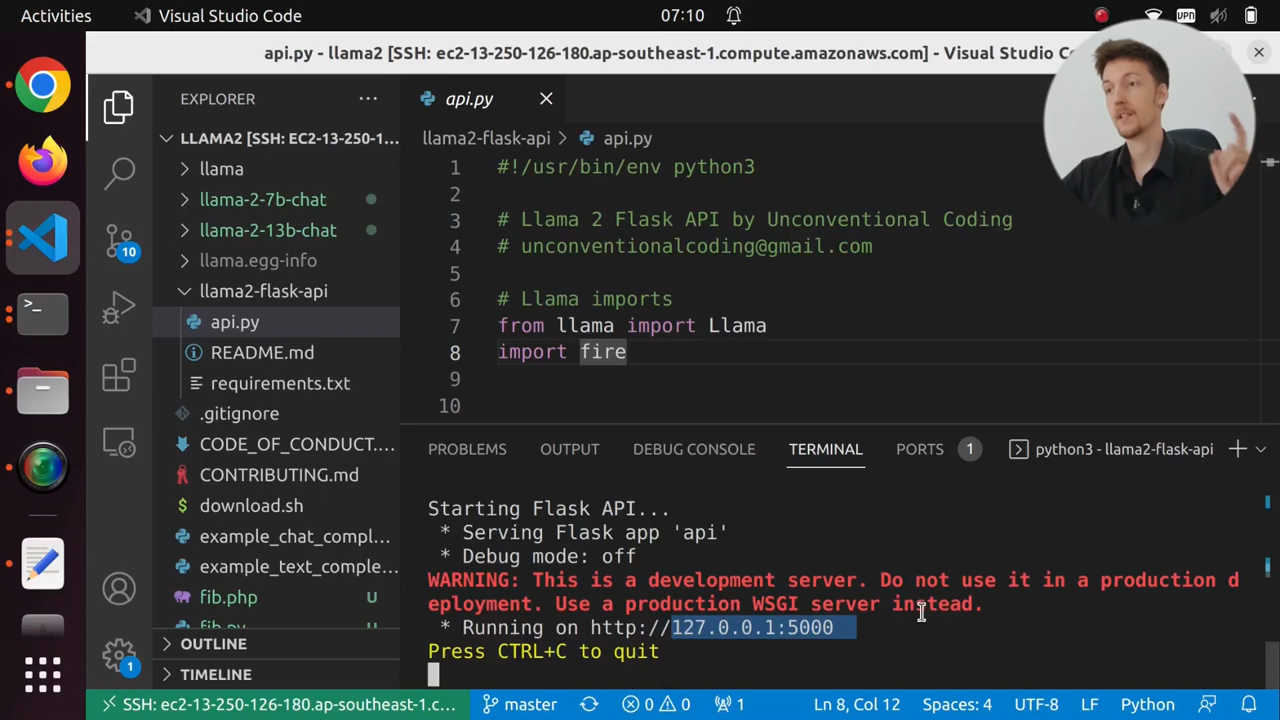 Activities
Visual Studio Code
07:10
VPN
api.py - llama2 [SSH: ec2-13-250-126-180.ap-southeast-1.compute.amazonaws.com] - Visual Studio Co
EXPLORER
LLAMA2 [SSH: EC2-13-250-1...
llama
llama-2-7b-chat
llama-2-13b-chat
llama.egg-info
llama2-flask-api
api.py
README.md
requirements.txt
.gitignore
CODE_OF_CONDUCT....
CONTRIBUTING.md
download.sh
example_chat_compl...
example_text_comple...
fib.php U
U
OUTLINE
TIMELINE
10
1
api.py
llama2-flask-api > api.py
1 #!/usr/bin/env python3
2
3 # Llama 2 Flask API by Unconventional Coding
4 # unconventionalcoding@gmail.com
5
6 # Llama imports
7 from llama import Llama
8 import fire
9
10
PROBLEMS OUTPUT DEBUG CONSOLE TERMINAL PORTS 1 python3 - llama2-flask-api
Starting Flask API...
* Serving Flask app 'api'
* Debug mode: off
WARNING: This is a development server. Do not use it in a production d
eployment. Use a production WSGI server instead.
* Running on http://127.0.0.1:5000
Press CTRL+C to quit
SSH: ec2-13-250-126-180.ap-southeast-1.c... master 0 0 1 Ln 8, Col 12 Spaces: 4 UTF-8 LF Python